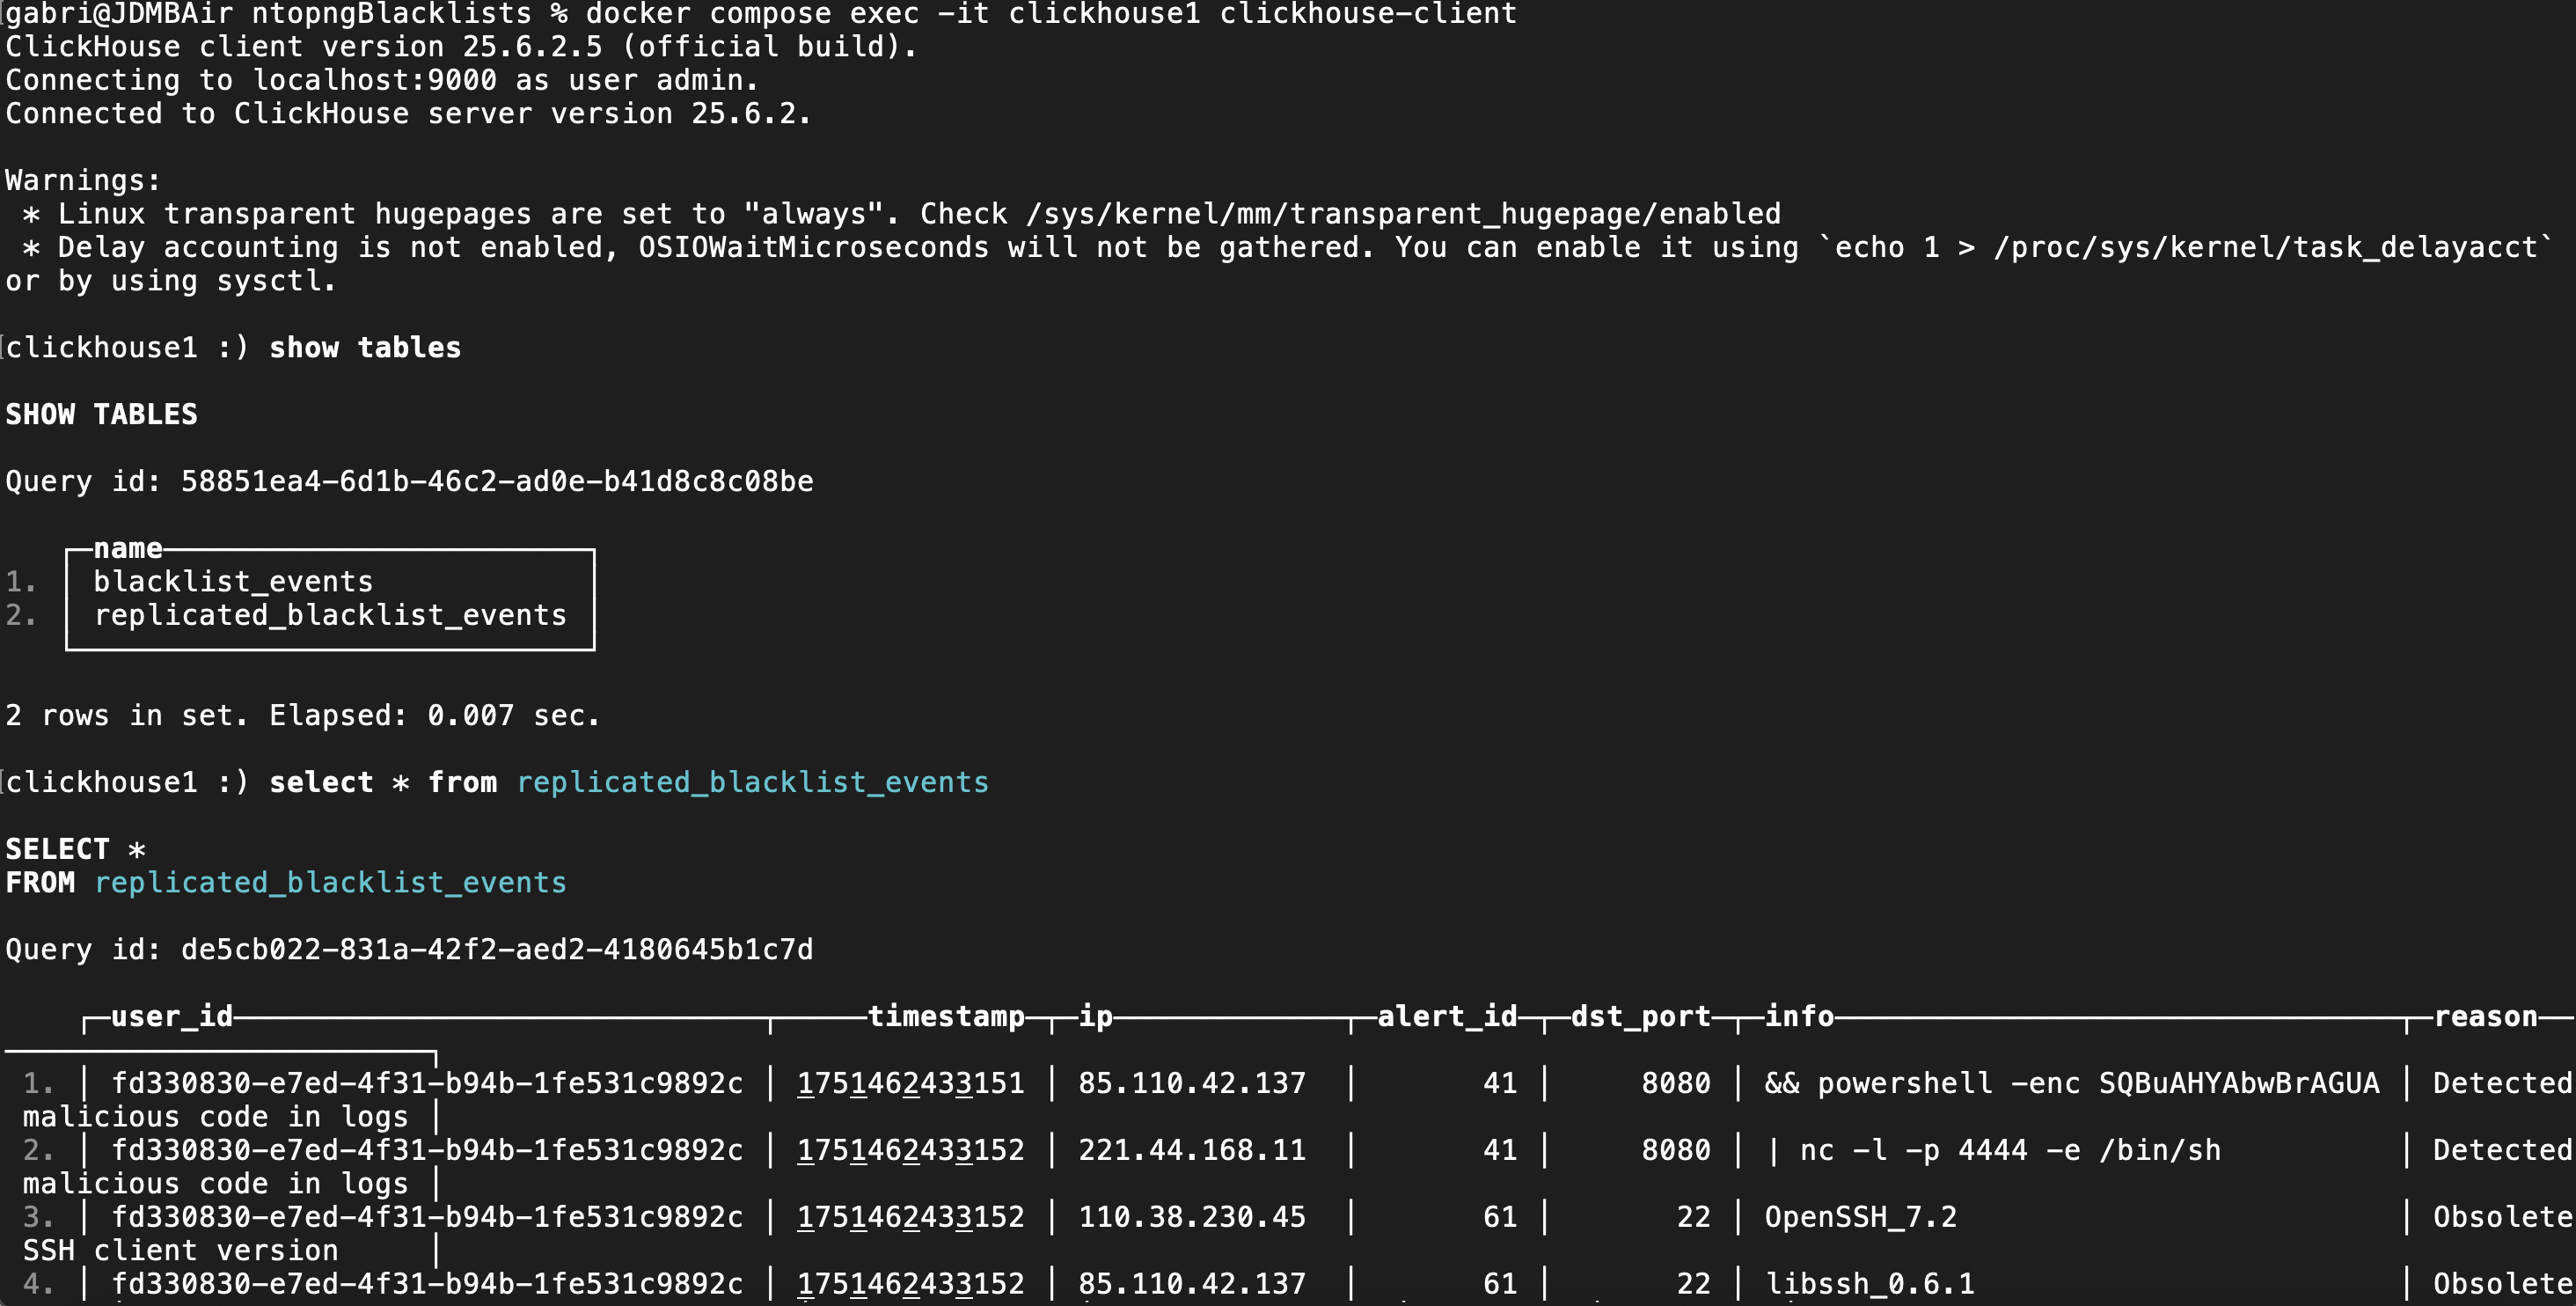 gabri@JDMBAir ntopngBlacklists % docker compose exec -it clickhouse1 clickhouse-client
ClickHouse client version 25.6.2.5 (official build).
Connecting to localhost:9000 as user admin.
Connected to ClickHouse server version 25.6.2.
Warnings:
* Linux transparent hugepages are set to "always". Check /sys/kernel/mm/transparent_hugepage/enabled
* Delay accounting is not enabled, OSIOWaitMicroseconds will not be gathered. You can enable it using `echo 1 > /proc/sys/kernel/task_delayacct`
or by using sysctl.
clickhouse1 :) show tables
SHOW TABLES
Query id: 58851ea4-6d1b-46c2-ad0e-b41d8c8c08be
name
1. blacklist_events
2. replicated_blacklist_events
2 rows in set. Elapsed: 0.007 sec.
clickhouse1 :) select * from replicated_blacklist_events
SELECT *
FROM replicated_blacklist_events
Query id: de5cb022-831a-42f2-aed2-4180645b1c7d
user_id timestamp ip alert_id dst_port info reason
1. │ fd330830-e7ed-4f31-b94b-1fe531c9892c │ 1751462433151 │ 85.110.42.137 │ 41 │ 8080 │ && powershell -enc SQBuAHYAbwBrAGUA │ Detected
malicious code in logs │
2. │ fd330830-e7ed-4f31-b94b-1fe531c9892c │ 1751462433152 │ 221.44.168.11 │ 41 │ 8080 │ | nc -l -p 4444 -e /bin/sh │ Detected
malicious code in logs │
3. │ fd330830-e7ed-4f31-b94b-1fe531c9892c │ 1751462433152 │ 110.38.230.45 │ 61 │ 22 │ OpenSSH_7.2 │ Obsolete
SSH client version │
4. │ fd330830-e7ed-4f31-b94b-1fe531c9892c │ 1751462433152 │ 85.110.42.137 │ 61 │ 22 │ libssh_0.6.1 │ Obsolete